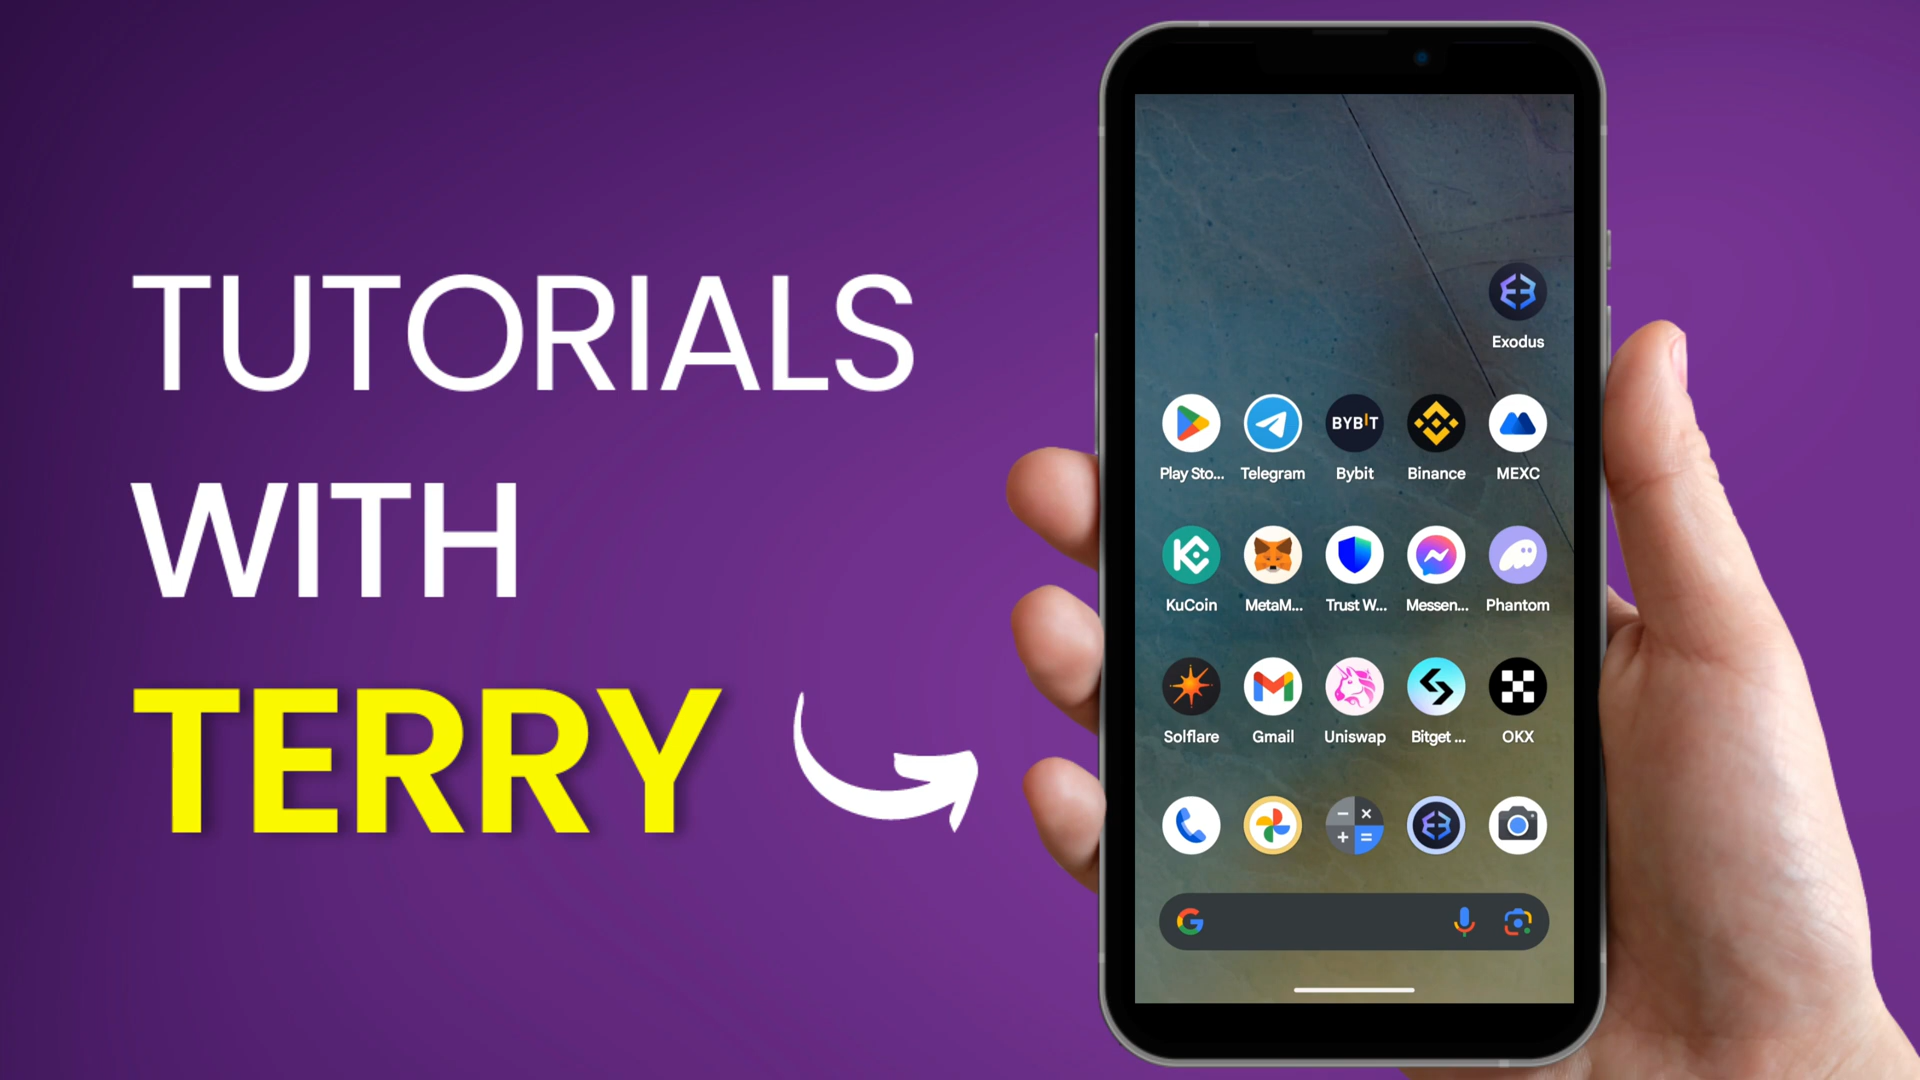 TUTORIALS
WITH
TERRY
Exodus
BYBIT
Play Sto... Telegram Bybit Binance MEXC
KuCoin MetaM... Trust W... Messen... Phantom
Solflare Gmail Uniswap Bitget ... OKX